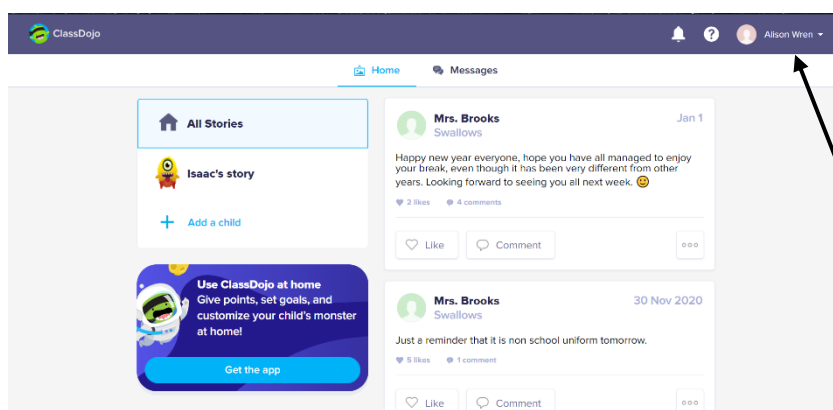 ClassDojo
Alison Wren
Home
Messages
All Stories
Isaac's story
Add a child
Use ClassDojo at home
Give points, set goals, and
customize your child's monster
at home!
Get the app
Mrs. Brooks
Jan 1
Swallows
Happy new year everyone, hope you have all managed to enjoy
your break, even though it has been very different from other
years. Looking forward to seeing you all next week.
2 likes
4 comments
Like
Comment
Mrs. Brooks
30 Nov 2020
Swallows
Just a reminder that it is non school uniform tomorrow.
5 likes
1 comment
Like
Comment